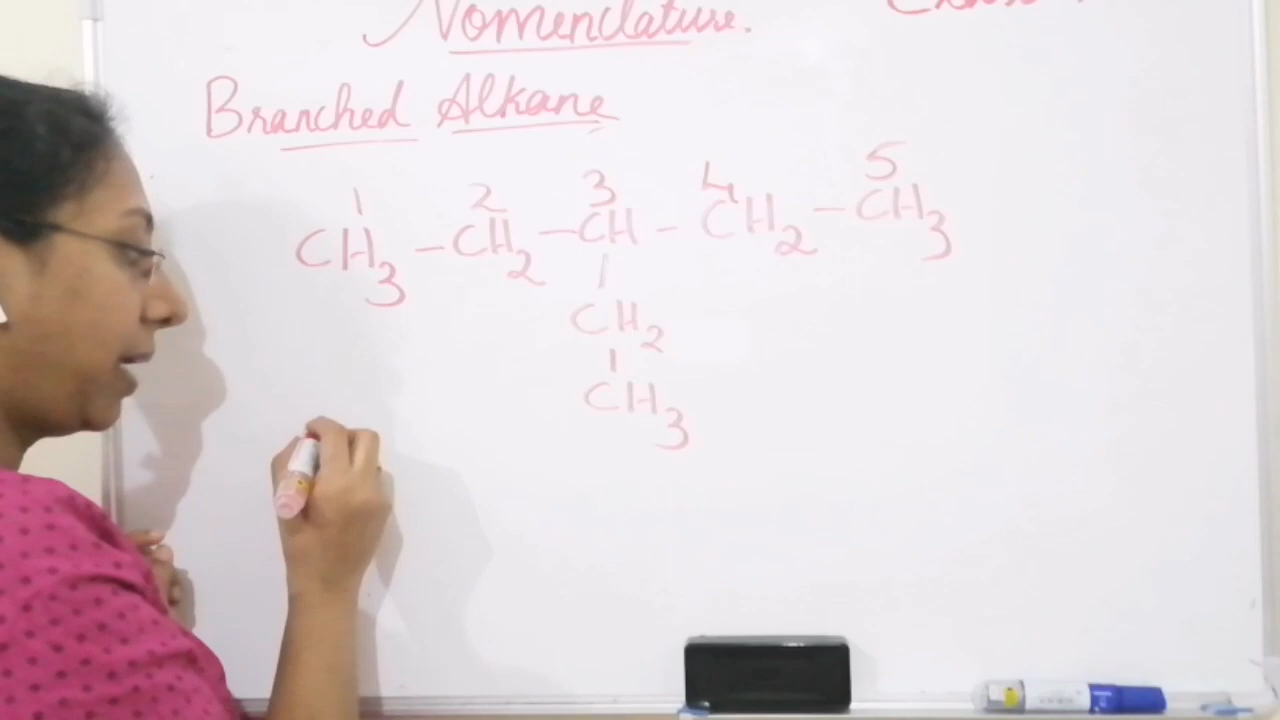 Nomenclature.
Branched Alkane
1 2 3 4 5
CH3 - CH2 - CH - CH2 - CH3
|
CH2
|
CH3